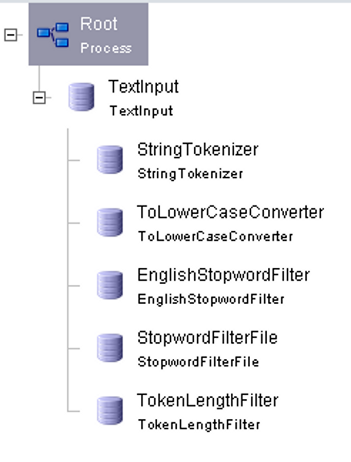 Root
Process
TextInput
TextInput
StringTokenizer
StringTokenizer
ToLowerCaseConverter
ToLowerCaseConverter
EnglishStopwordFilter
EnglishStopwordFilter
StopwordFilterFile
StopwordFilterFile
TokenLengthFilter
TokenLengthFilter